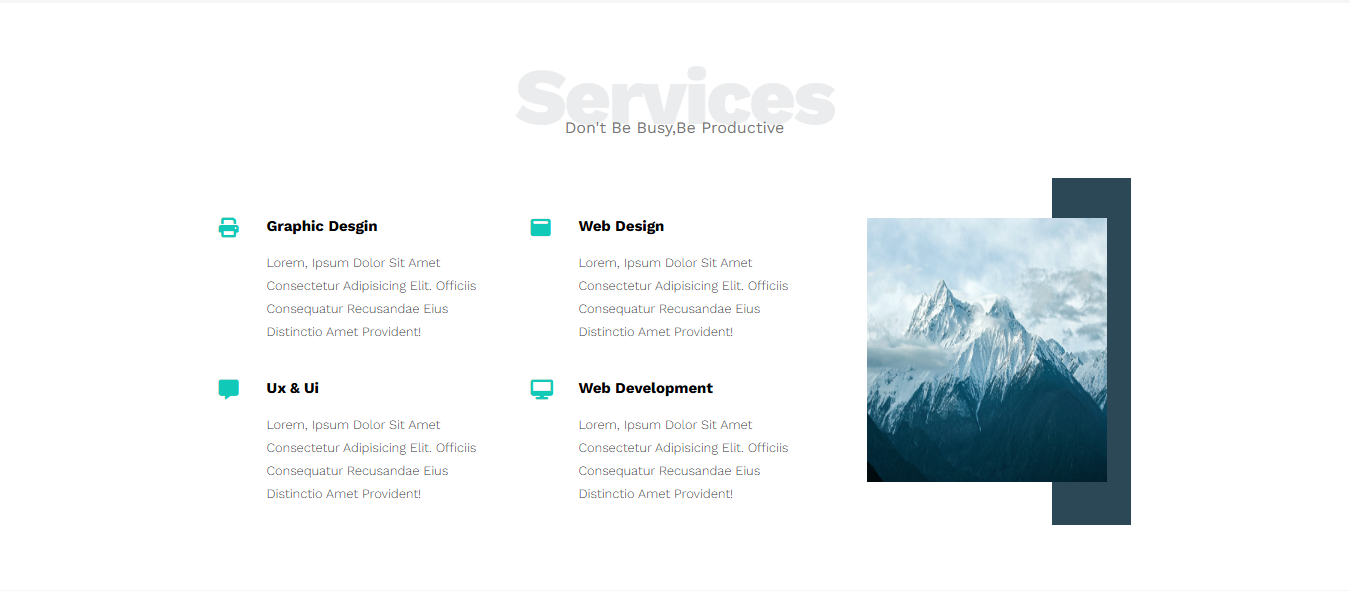 Services
Don't Be Busy,Be Productive
Graphic Desgin
Lorem, Ipsum Dolor Sit Amet
Consectetur Adipisicing Elit. Officiis
Consequatur Recusandae Eius
Distinctio Amet Provident!
Web Design
Lorem, Ipsum Dolor Sit Amet
Consectetur Adipisicing Elit. Officiis
Consequatur Recusandae Eius
Distinctio Amet Provident!
Ux & Ui
Lorem, Ipsum Dolor Sit Amet
Consectetur Adipisicing Elit. Officiis
Consequatur Recusandae Eius
Distinctio Amet Provident!
Web Development
Lorem, Ipsum Dolor Sit Amet
Consectetur Adipisicing Elit. Officiis
Consequatur Recusandae Eius
Distinctio Amet Provident!